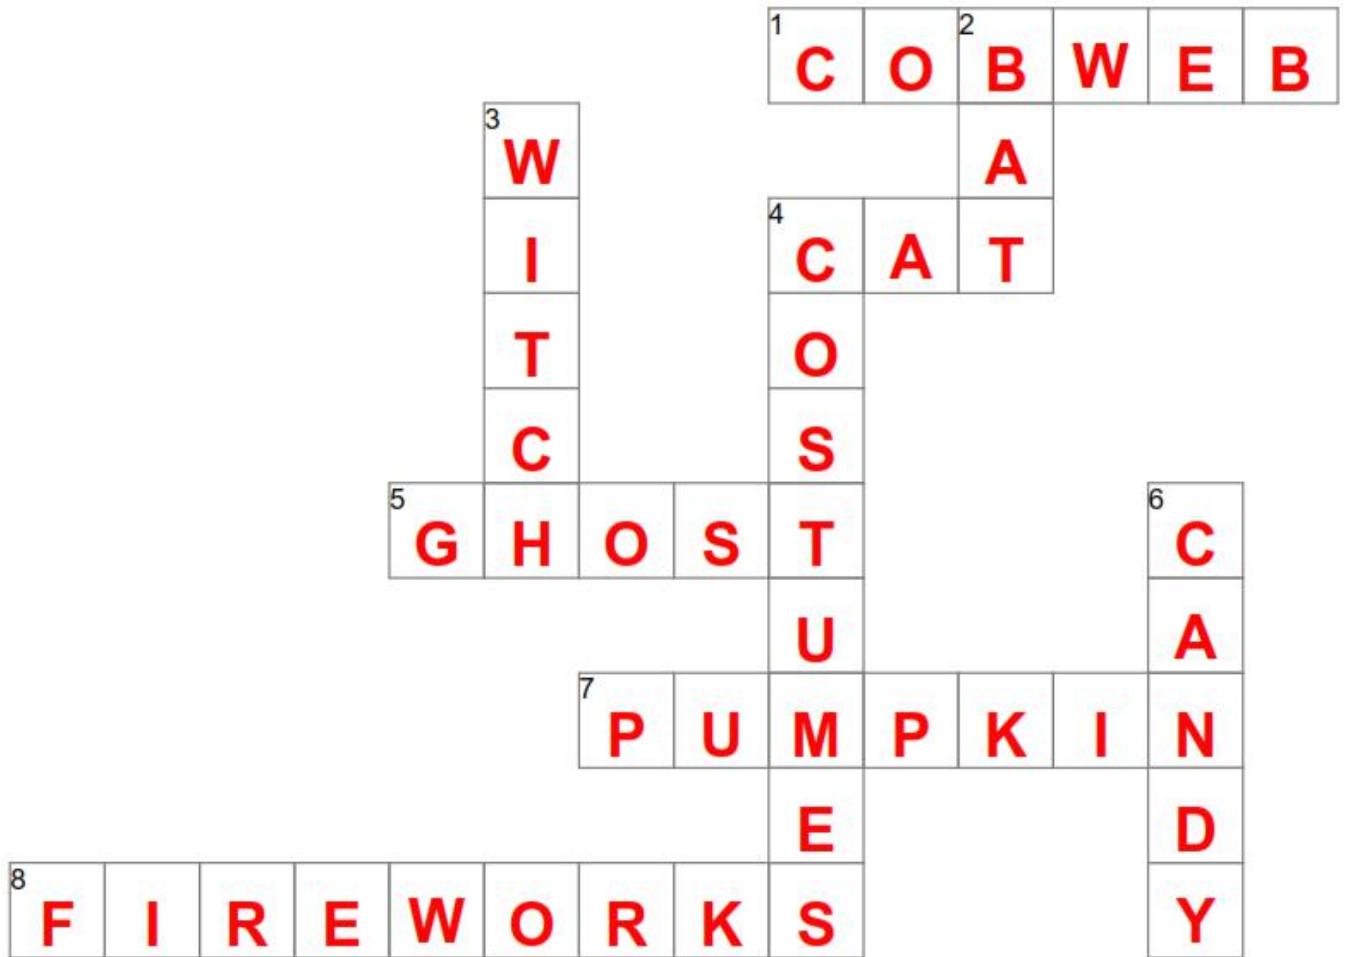 1 C O 2 B W E B
3 W A
I 4 C A T
T O
C S
5 G H O S T 6 C
U A
7 P U M P K I N
E D
8 F I R E W O R K S Y